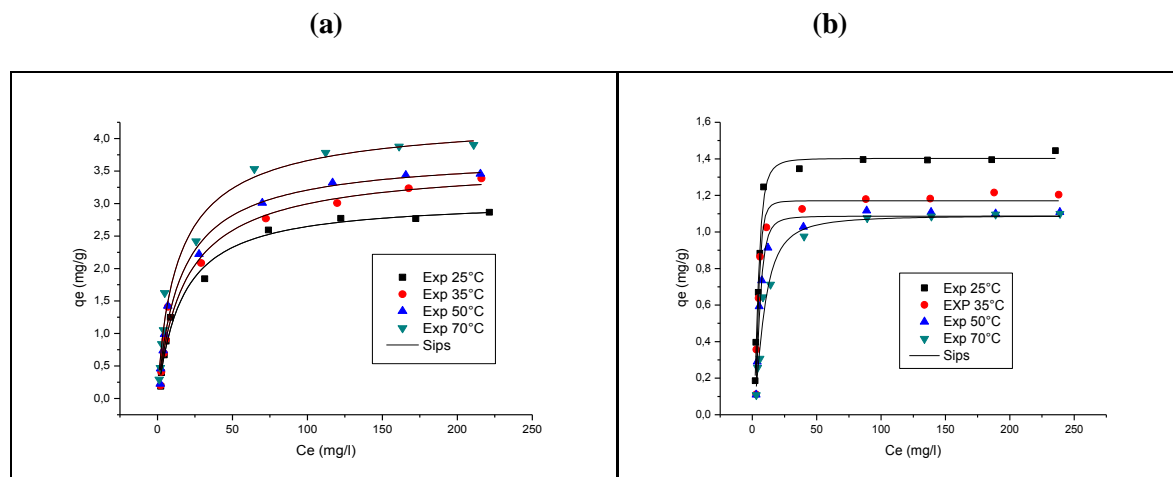 (a)
(b)
4,0
3,5
3,0
2,5
2,0
1,5
1,0
0,5
0,0
qe (mg/g)
Exp 25°C
Exp 35°C
Exp 50°C
Exp 70°C
Sips
0
50
100
150
200
250
Ce (mg/l)
1,6
1,4
1,2
1,0
0,8
0,6
0,4
0,2
0,0
qe (mg/g)
Exp 25°C
EXP 35°C
Exp 50°C
Exp 70°C
Sips
0
50
100
150
200
250
Ce (mg/l)